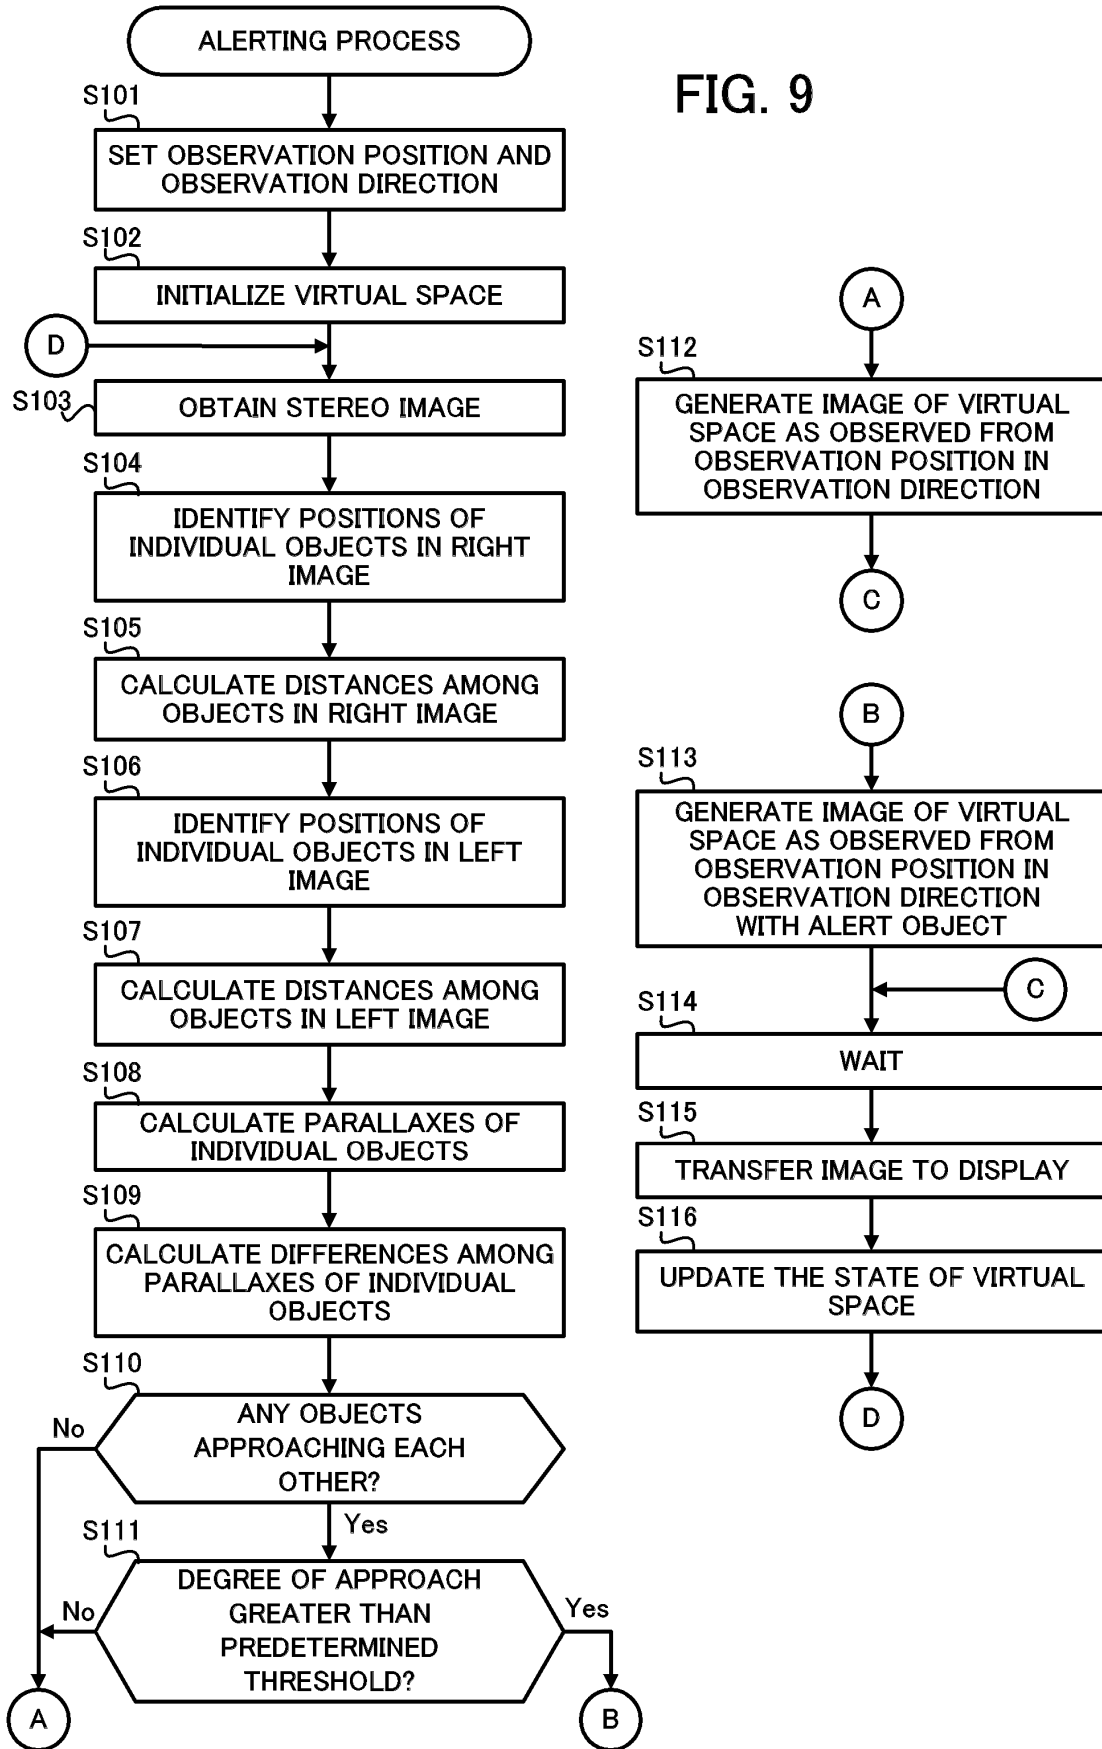 ALERTING PROCESS
FIG. 9
S101
SET OBSERVATION POSITION AND
OBSERVATION DIRECTION
S102
INITIALIZE VIRTUAL SPACE
D
S103
OBTAIN STEREO IMAGE
S104
IDENTIFY POSITIONS OF
INDIVIDUAL OBJECTS IN RIGHT
IMAGE
S105
CALCULATE DISTANCES AMONG
OBJECTS IN RIGHT IMAGE
S106
IDENTIFY POSITIONS OF
INDIVIDUAL OBJECTS IN LEFT
IMAGE
S107
CALCULATE DISTANCES AMONG
OBJECTS IN LEFT IMAGE
S108
CALCULATE PARALLAXES OF
INDIVIDUAL OBJECTS
S109
CALCULATE DIFFERENCES AMONG
PARALLAXES OF INDIVIDUAL
OBJECTS
S110
ANY OBJECTS
APPROACHING EACH
OTHER?
No
Yes
S111
DEGREE OF APPROACH
GREATER THAN
PREDETERMINED
THRESHOLD?
No
Yes
A
B
A
S112
GENERATE IMAGE OF VIRTUAL
SPACE AS OBSERVED FROM
OBSERVATION POSITION IN
OBSERVATION DIRECTION
C
B
S113
GENERATE IMAGE OF VIRTUAL
SPACE AS OBSERVED FROM
OBSERVATION POSITION IN
OBSERVATION DIRECTION
WITH ALERT OBJECT
C
S114
WAIT
S115
TRANSFER IMAGE TO DISPLAY
S116
UPDATE THE STATE OF VIRTUAL
SPACE
D